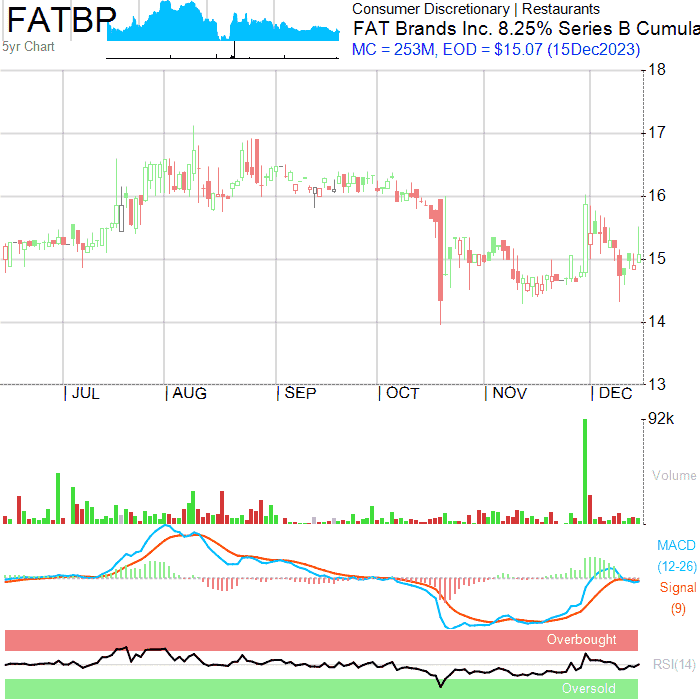 FATBP
5yr Chart
Consumer Discretionary | Restaurants
FAT Brands Inc. 8.25% Series B Cumula
MC = 253M, EOD = $15.07 (15Dec2023)
18
17
16
15
14
13
JUL AUG SEP OCT NOV DEC
92k
Volume
MACD
(12-26)
Signal
(9)
Overbought
RSI(14)
Oversold